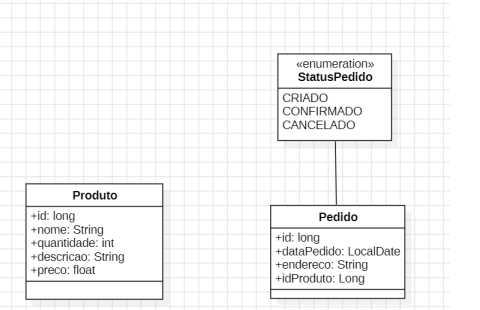 «enumeration»
StatusPedido
CRIADO
CONFIRMADO
CANCELADO
Produto
+id: long
+nome: String
+quantidade: int
+descricao: String
+preco: float
Pedido
+id: long
+dataPedido: LocalDate
+endereco: String
+idProduto: Long